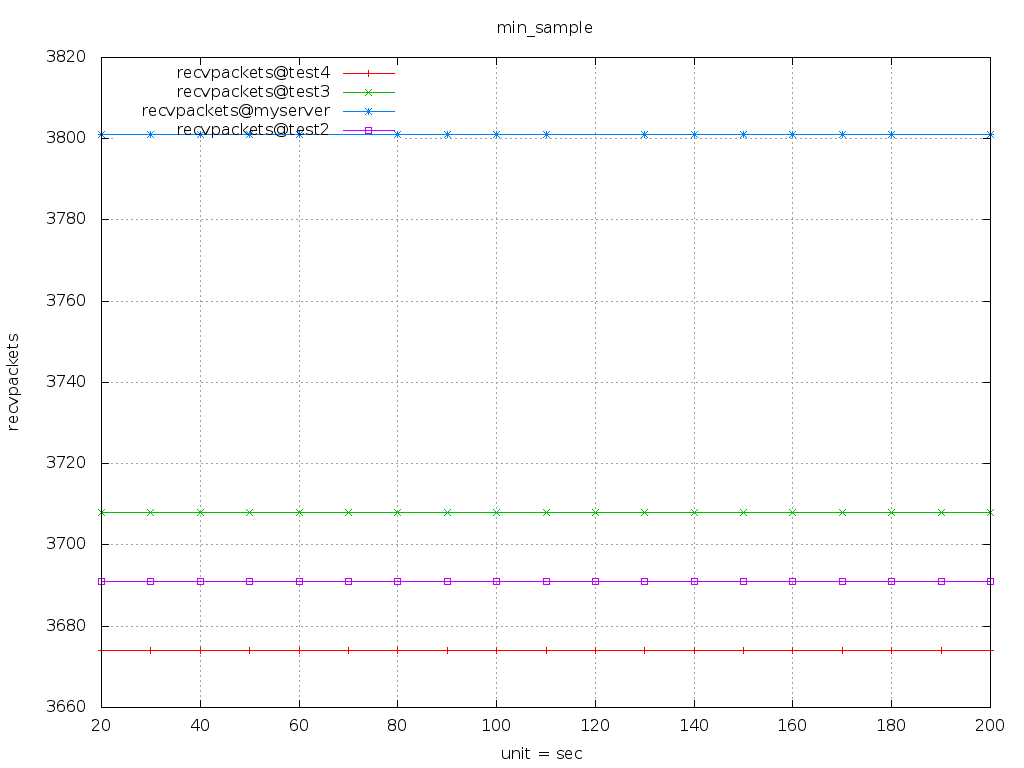 min_sample
3820
3800
3780
3760
3740
3720
3700
3680
3660
recvpackets@test4
recvpackets@test3
recvpackets@myserver
recvpackets@test2
recvpackets
20 40 60 80 100 120 140 160 180 200
unit = sec